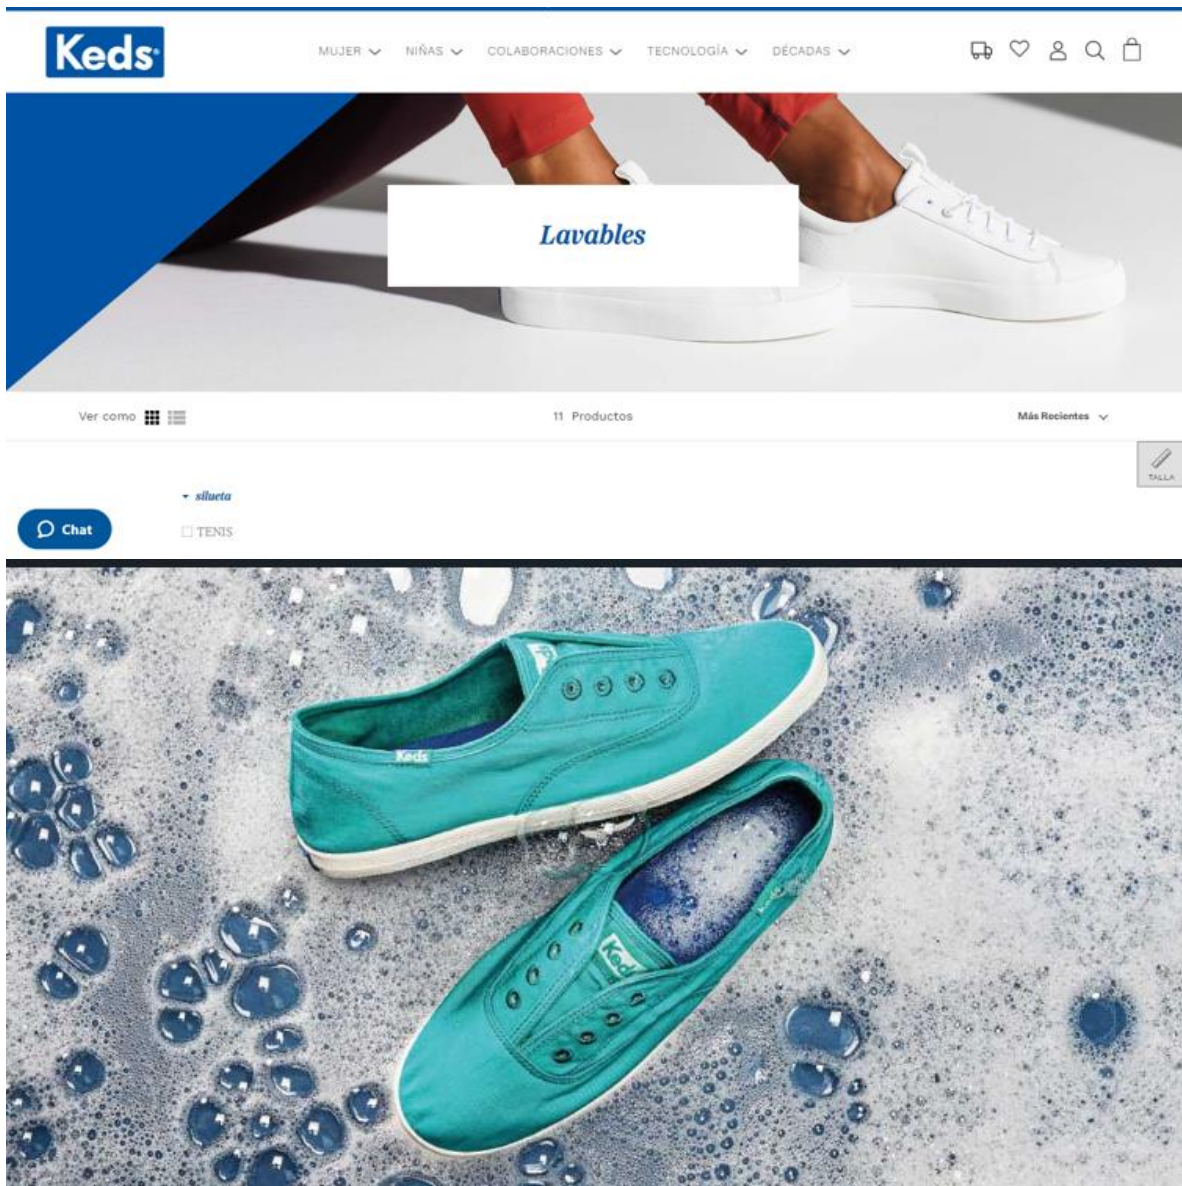 Keds
MUJER NIÑAS COLABORACIONES TECNOLOGÍA DÉCADAS
Lavables
Ver como 11 Productos Más Recientes
TALLA
silueta
Chat
TENIS
Keds
Keds